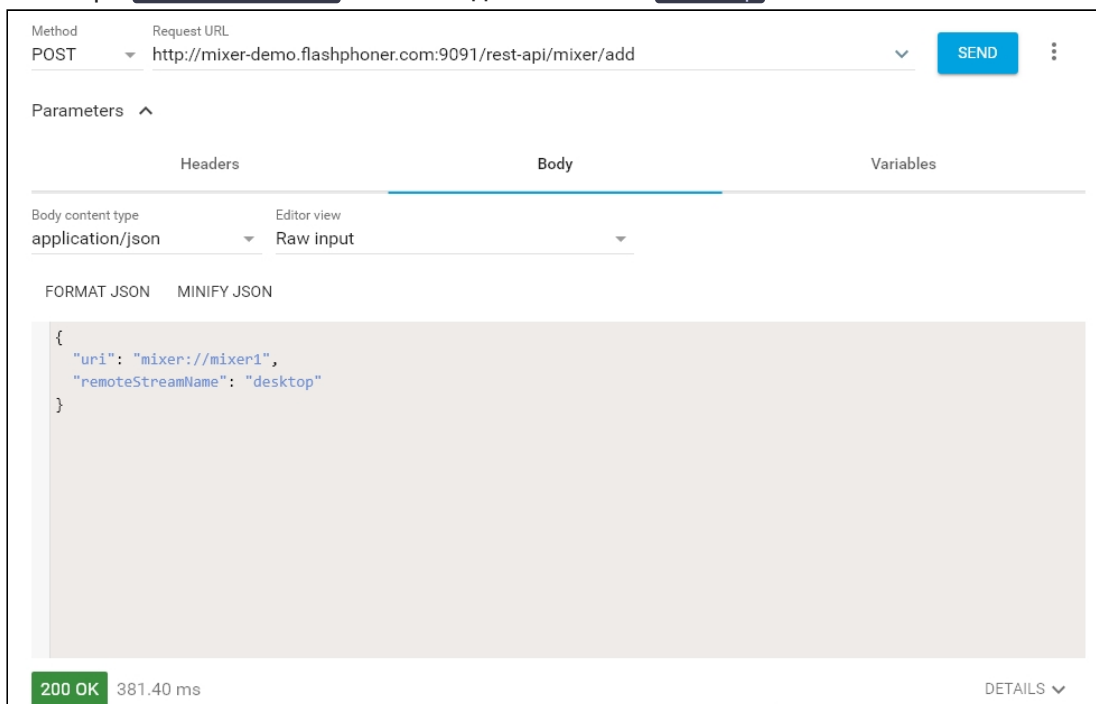 Method Request URL
POST http://mixer-demo.flashphoner.com:9091/rest-api/mixer/add SEND
Parameters
Headers Body Variables
Body content type Editor view
application/json Raw input
FORMAT JSON MINIFY JSON
{
"uri": "mixer://mixer1",
"remoteStreamName": "desktop"
}
200 OK 381.40 ms DETAILS